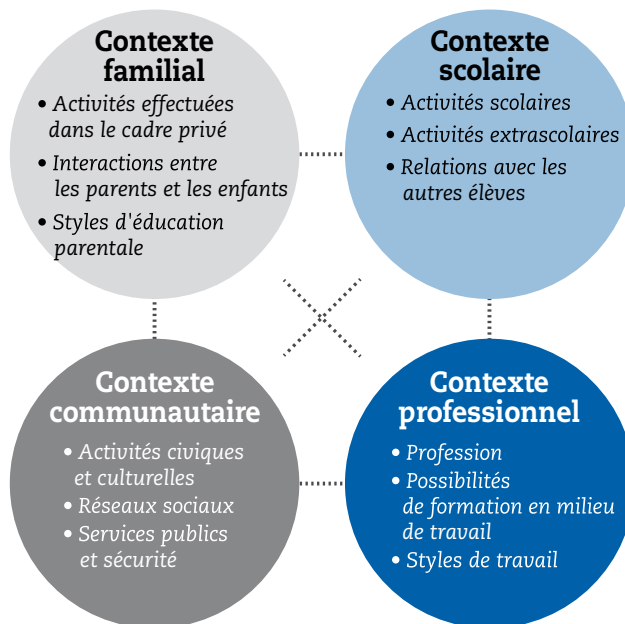 Contexte
familial
• Activités effectuées
dans le cadre privé
• Interactions entre
les parents et les enfants
• Styles d'éducation
parentale
Contexte
scolaire
• Activités scolaires
• Activités extrascolaires
• Relations avec les
autres élèves
Contexte
communautaire
• Activités civiques
et culturelles
• Réseaux sociaux
• Services publics
et sécurité
Contexte
professionnel
• Profession
• Possibilités
de formation en milieu
de travail
• Styles de travail